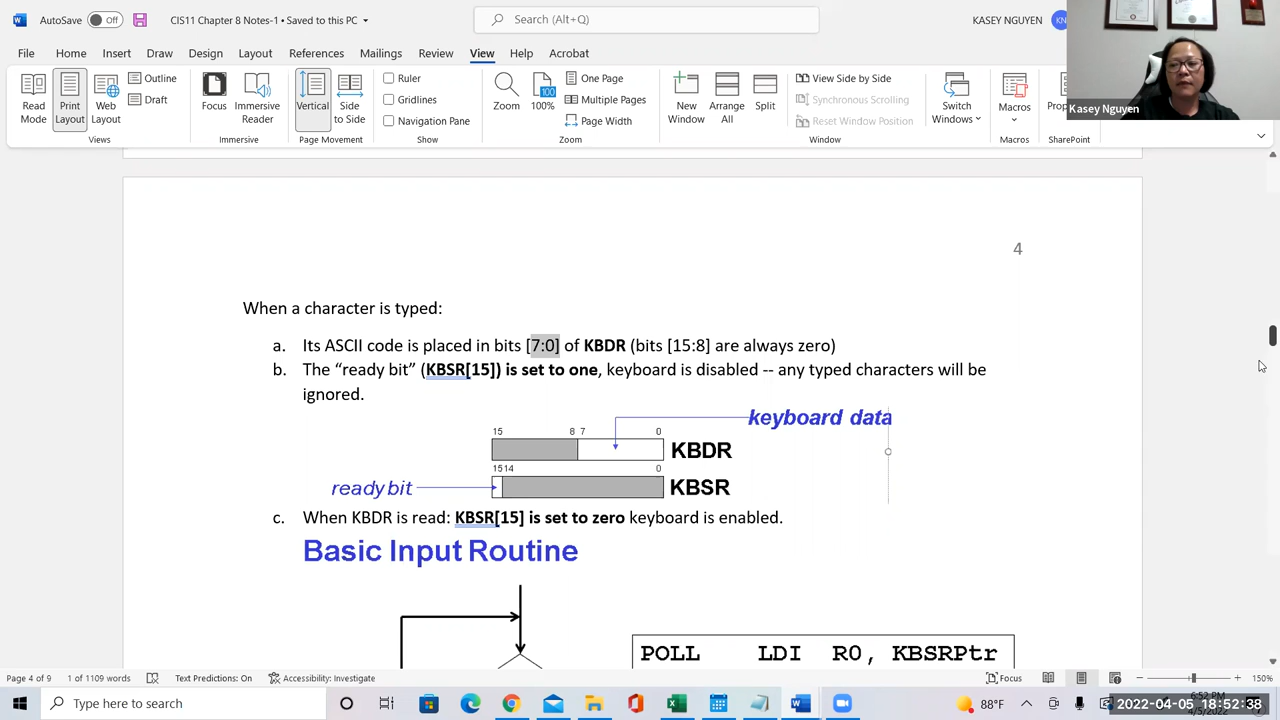 AutoSave Off CIS11 Chapter 8 Notes-1 • Saved to this PC Search (Alt+Q) KASEY NGUYEN KN
File Home Insert Draw Design Layout References Mailings Review View Help Acrobat
Read Mode Print Layout Web Layout Outline Draft Focus Immersive Reader Vertical Side to Side Ruler Gridlines Navigation Pane Zoom 100 100% One Page Multiple Pages Page Width New Window Arrange All Split View Side by Side Synchronous Scrolling Reset Window Position Switch Windows Macros
Views Immersive Page Movement Show Zoom Window Macros SharePoint
Kasey Nguyen
4
When a character is typed:
a. Its ASCII code is placed in bits [7:0] of KBDR (bits [15:8] are always zero)
b. The “ready bit” (KBSR[15]) is set to one, keyboard is disabled -- any typed characters will be
ignored.
keyboard data
15 8 7 0
KBDR
15 14 0
ready bit KBSR
c. When KBDR is read: KBSR[15] is set to zero keyboard is enabled.
Basic Input Routine
POLL LDI R0, KBSRPtr
Page 4 of 9 1 of 1109 words Text Predictions: On Accessibility: Investigate Focus 150%
Type here to search 88°F 6:52 PM
2022-04-05 18:52:38